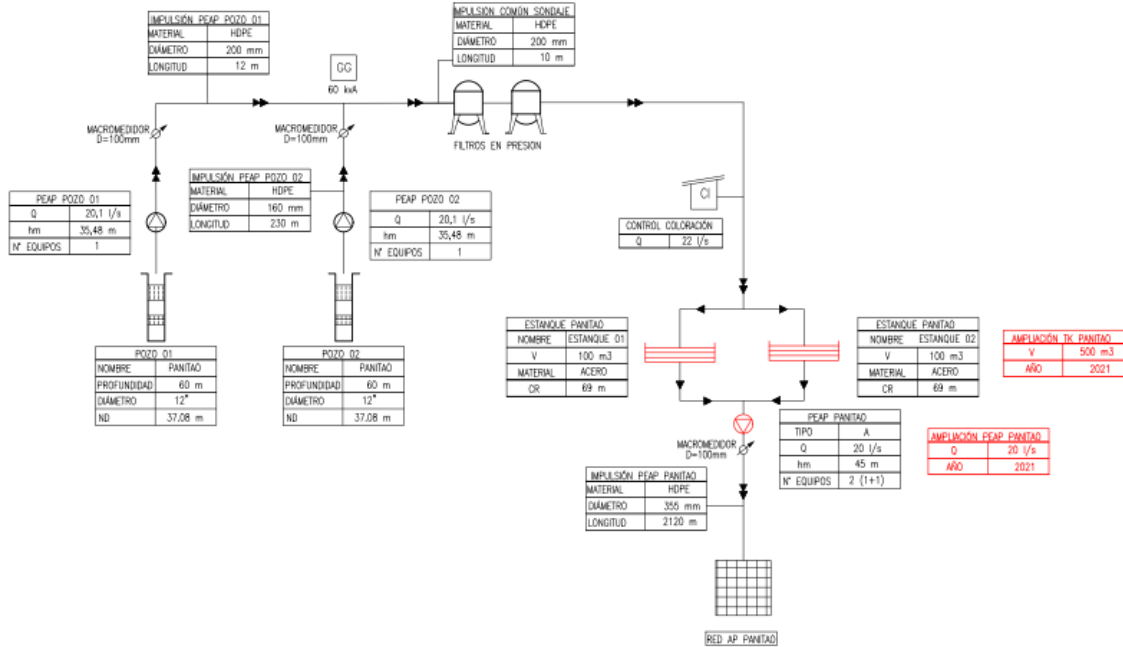 IMPULSIÓN PEAP POZO 01
MATERIAL HDPE
DIÁMETRO 200 mm
LONGITUD 12 m
GG
60 kvA
IMPULSIÓN COMÚN SONDAJE
MATERIAL HDPE
DIÁMETRO 200 mm
LONGITUD 10 m
FILTROS EN PRESION
MACROMEDIDOR
D=100mm
MACROMEDIDOR
D=100mm
PEAP POZO 01
Q 20,1 l/s
hm 35,48 m
N° EQUIPOS 1
IMPULSIÓN PEAP POZO 02
MATERIAL HDPE
DIÁMETRO 160 mm
LONGITUD 230 m
PEAP POZO 02
Q 20,1 l/s
hm 35,48 m
N° EQUIPOS 1
Cl
CONTROL COLORACIÓN
Q 22 l/s
POZO 01
NOMBRE PANITAO
PROFUNDIDAD 60 m
DIÁMETRO 12"
ND 37.08 m
POZO 02
NOMBRE PANITAO
PROFUNDIDAD 60 m
DIÁMETRO 12"
ND 37.08 m
ESTANQUE PANITAO
NOMBRE ESTANQUE 01
V 100 m3
MATERIAL ACERO
CR 69 m
ESTANQUE PANITAO
NOMBRE ESTANQUE 02
V 100 m3
MATERIAL ACERO
CR 69 m
AMPLIACIÓN TK PANITAO
V 500 m3
AÑO 2021
PEAP PANITAO
TIPO A
Q 20 l/s
hm 45 m
N° EQUIPOS 2 (1+1)
AMPLIACIÓN PEAP PANITAO
Q 20 l/s
AÑO 2021
MACROMEDIDOR
D=100mm
IMPULSIÓN PEAP PANITAO
MATERIAL HDPE
DIÁMETRO 355 mm
LONGITUD 2120 m
RED AP PANITAO